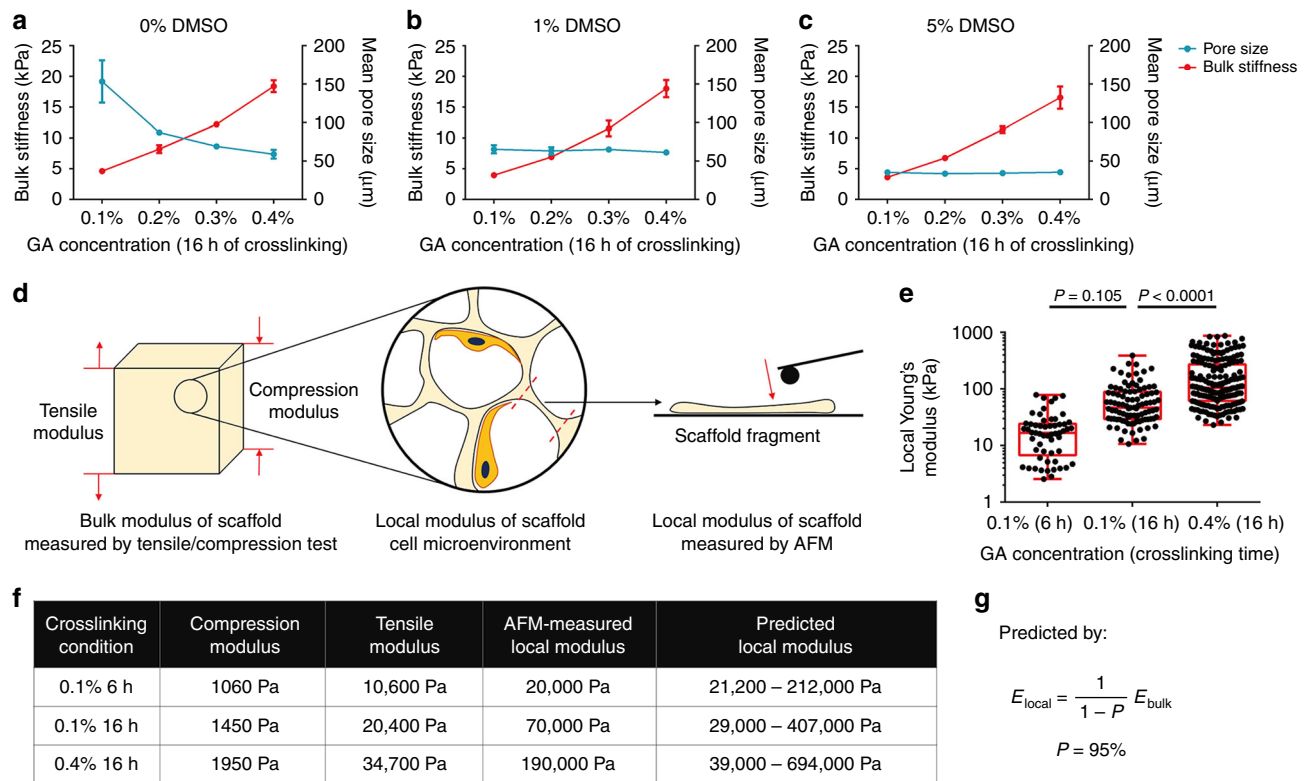 a
0% DMSO
Bulk stiffness (kPa)
25
20
15
10
5
0
200
150
100
50
0
Mean pore size
(μm)
0.1% 0.2% 0.3% 0.4%
GA concentration (16 h of crosslinking)
b
1% DMSO
Bulk stiffness (kPa)
25
20
15
10
5
0
200
150
100
50
0
Mean pore size
(μm)
0.1% 0.2% 0.3% 0.4%
GA concentration (16 h of crosslinking)
c
5% DMSO
Bulk stiffness (kPa)
25
20
15
10
5
0
200
150
100
50
0
Mean pore size
(μm)
0.1% 0.2% 0.3% 0.4%
GA concentration (16 h of crosslinking)
Pore size
Bulk stiffness
d
Tensile
modulus
Compression
modulus
Scaffold fragment
Bulk modulus of scaffold
measured by tensile/compression test
Local modulus of scaffold
cell microenvironment
Local modulus of scaffold
measured by AFM
e
P = 0.105 P < 0.0001
Local Young's
modulus (kPa)
1000
100
10
1
0.1% (6 h) 0.1% (16 h) 0.4% (16 h)
GA concentration (crosslinking time)
f
Crosslinking
condition
Compression
modulus
Tensile
modulus
AFM-measured
local modulus
Predicted
local modulus
0.1% 6 h 1060 Pa 10,600 Pa 20,000 Pa 21,200 – 212,000 Pa
0.1% 16 h 1450 Pa 20,400 Pa 70,000 Pa 29,000 – 407,000 Pa
0.4% 16 h 1950 Pa 34,700 Pa 190,000 Pa 39,000 – 694,000 Pa
g
Predicted by:
E_local = 1 / (1 – P) E_bulk
P = 95%